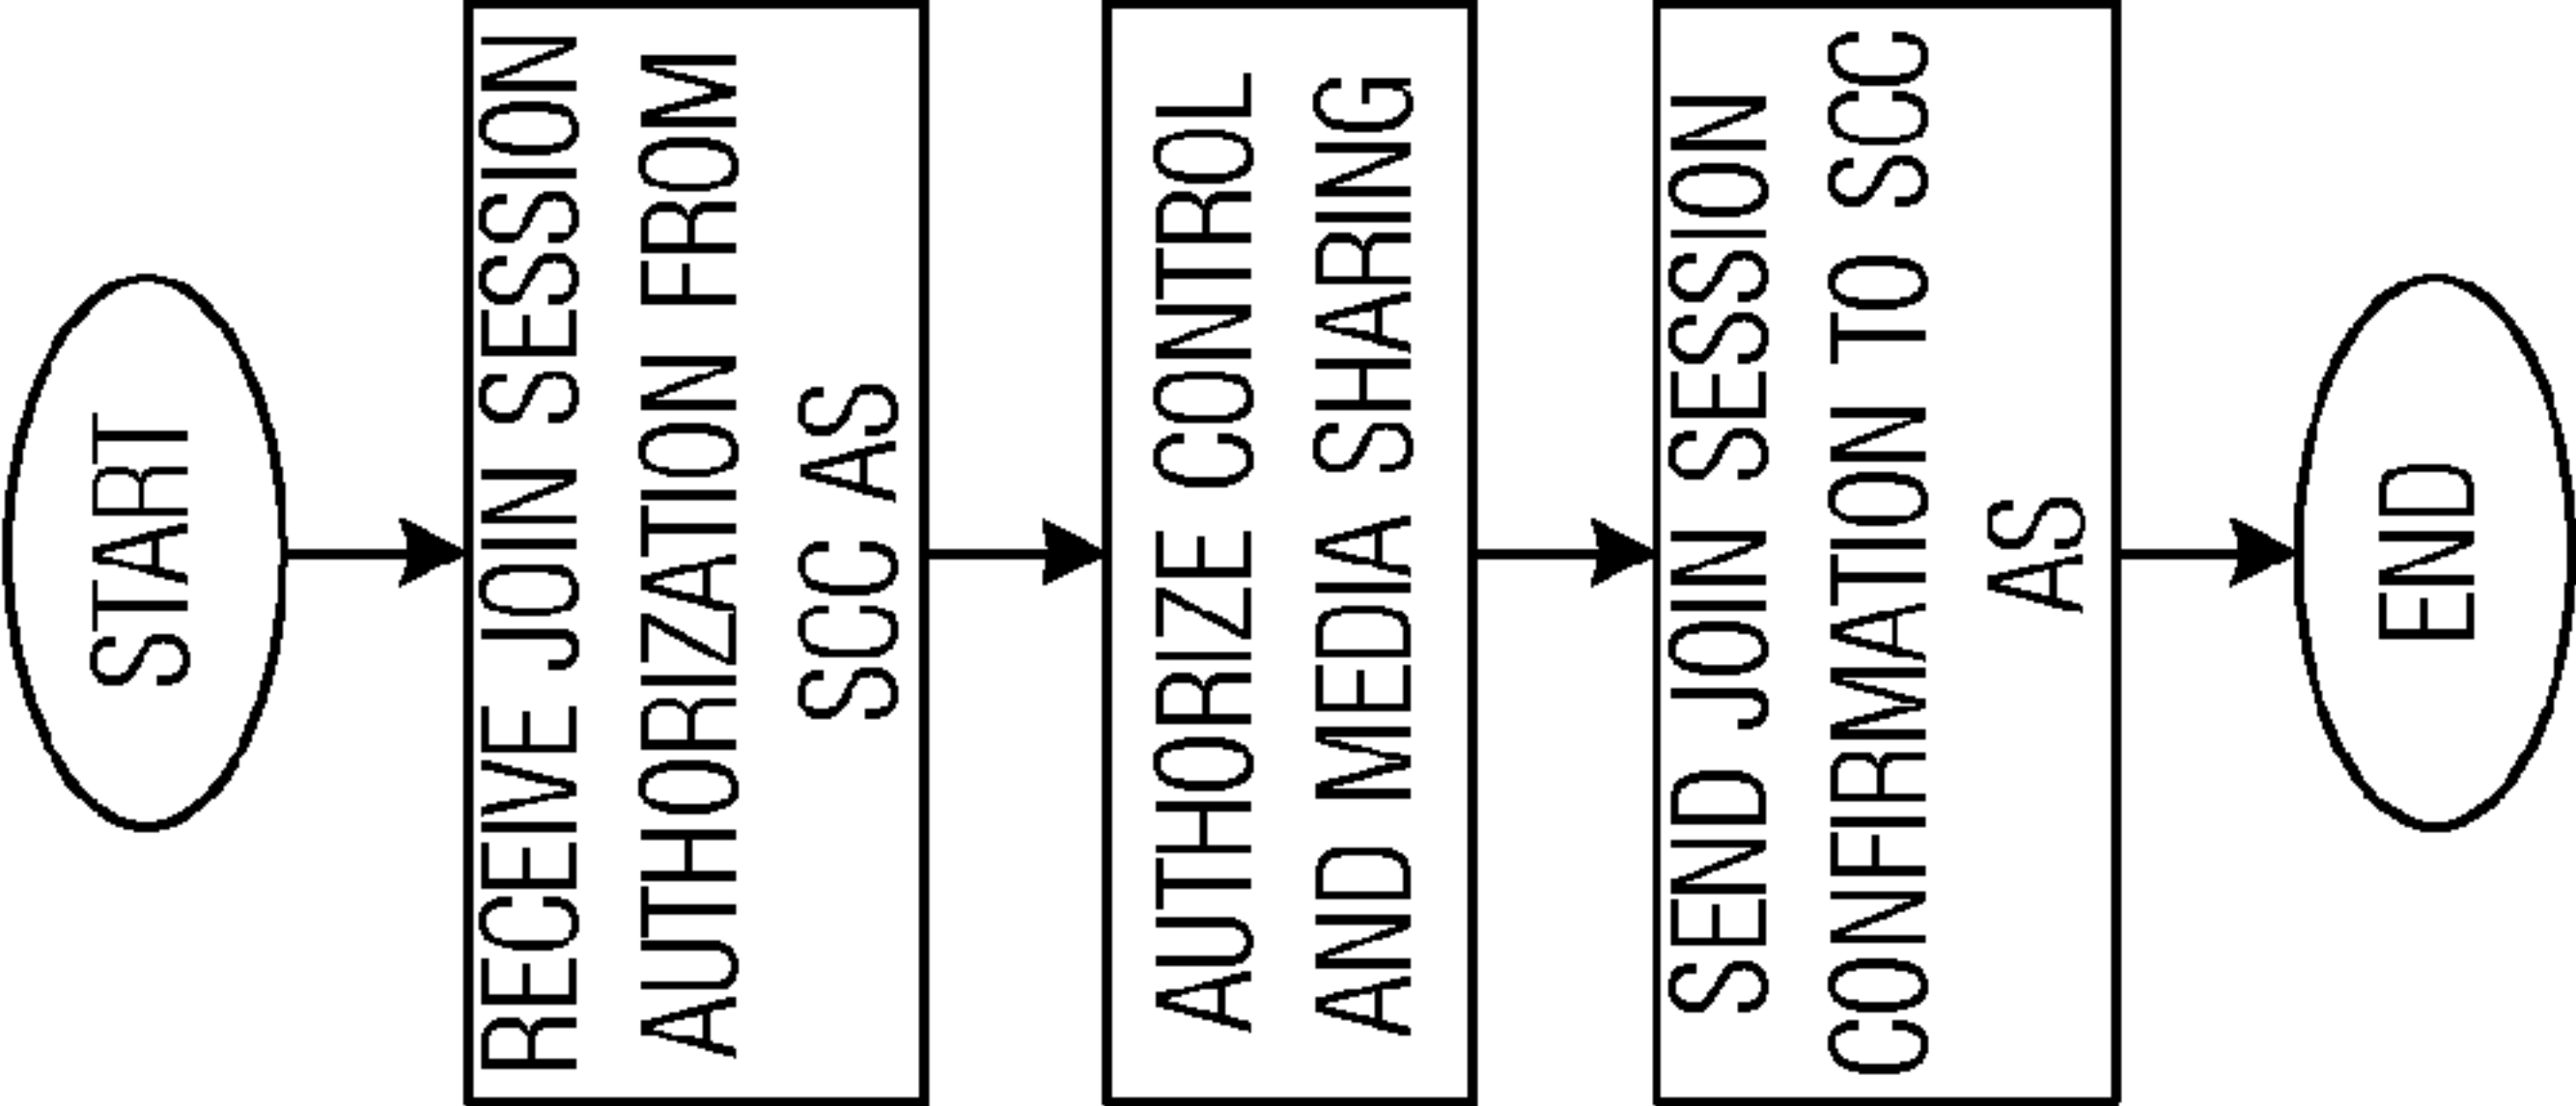 START
RECEIVE JOIN SESSION
AUTHORIZATION FROM
SCC AS
AUTHORIZE CONTROL
AND MEDIA SHARING
SEND JOIN SESSION
CONFIRMATION TO SCC
AS
END